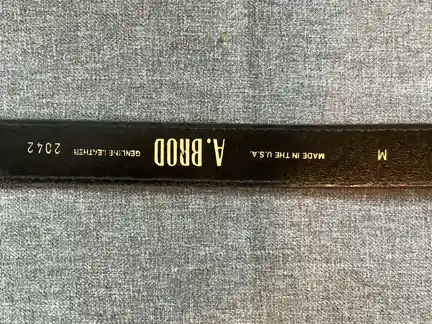 M MADE IN THE U.S.A. A.BROD GENUINE LEATHER 2042